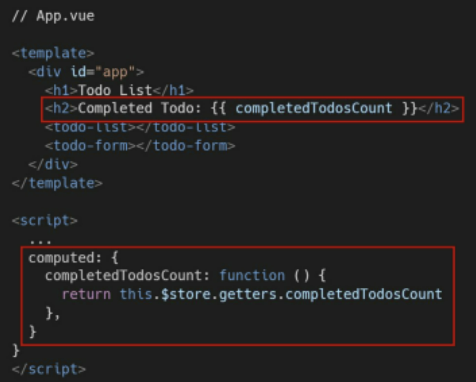 // App.vue
<template>
<div id="app">
<h1>Todo List</h1>
<h2>Completed Todo: {{ completedTodosCount }}</h2>
<todo-list></todo-list>
<todo-form></todo-form>
</div>
</template>
<script>
...
computed: {
completedTodosCount: function () {
return this.$store.getters.completedTodosCount
},
}
}
</script>